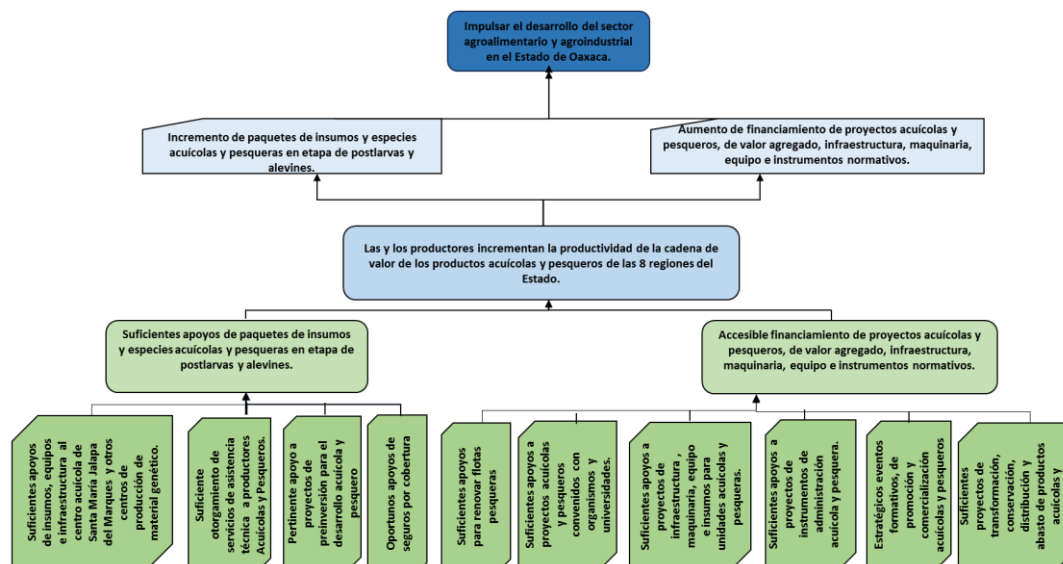 Impulsar el desarrollo del sector
agroalimentario y agroindustrial
en el Estado de Oaxaca.
Incremento de paquetes de insumos y especies
acuícolas y pesqueras en etapa de postlarvas y
alevines.
Aumento de financiamiento de proyectos acuícolas y
pesqueros, de valor agregado, infraestructura, maquinaria,
equipo e instrumentos normativos.
Las y los productores incrementan la productividad de la cadena de
valor de los productos acuícolas y pesqueros de las 8 regiones del
Estado.
Suficientes apoyos de paquetes de insumos
y especies acuícolas y pesqueras en etapa de
postlarvas y alevines.
Accesible financiamiento de proyectos acuícolas y
pesqueros, de valor agregado, infraestructura,
maquinaria, equipo e instrumentos normativos.
Suficientes apoyos
de insumos, equipos
e infraestructura al
centro acuícola de
Santa María Jalapa
del Marques y otros
centros de
producción de
material genético.
Suficiente
otorgamiento de
servicios de asistencia
técnica a productores
Acuícolas y Pesqueros.
Pertinente apoyo a
proyectos de
preinversión para el
desarrollo acuícola y
pesquero
Oportunos apoyos de
seguros por cobertura
Suficientes apoyos
para renovar flotas
pesqueras
Suficientes apoyos a
proyectos acuícolas
y pesqueros
convenidos con
organismos y
universidades.
Suficientes apoyos a
proyectos de
infraestructura ,
maquinaria, equipo
e insumos para
unidades acuícolas y
pesqueras.
Suficientes apoyo a
proyectos de
instrumentos de
administración
acuícola y pesquera.
Estratégicos eventos
formativos, de
promoción y
comercialización
acuícolas y pesqueros
Suficientes
proyectos de
transformación,
conservación,
distribución y
abasto de productos
acuícolas y